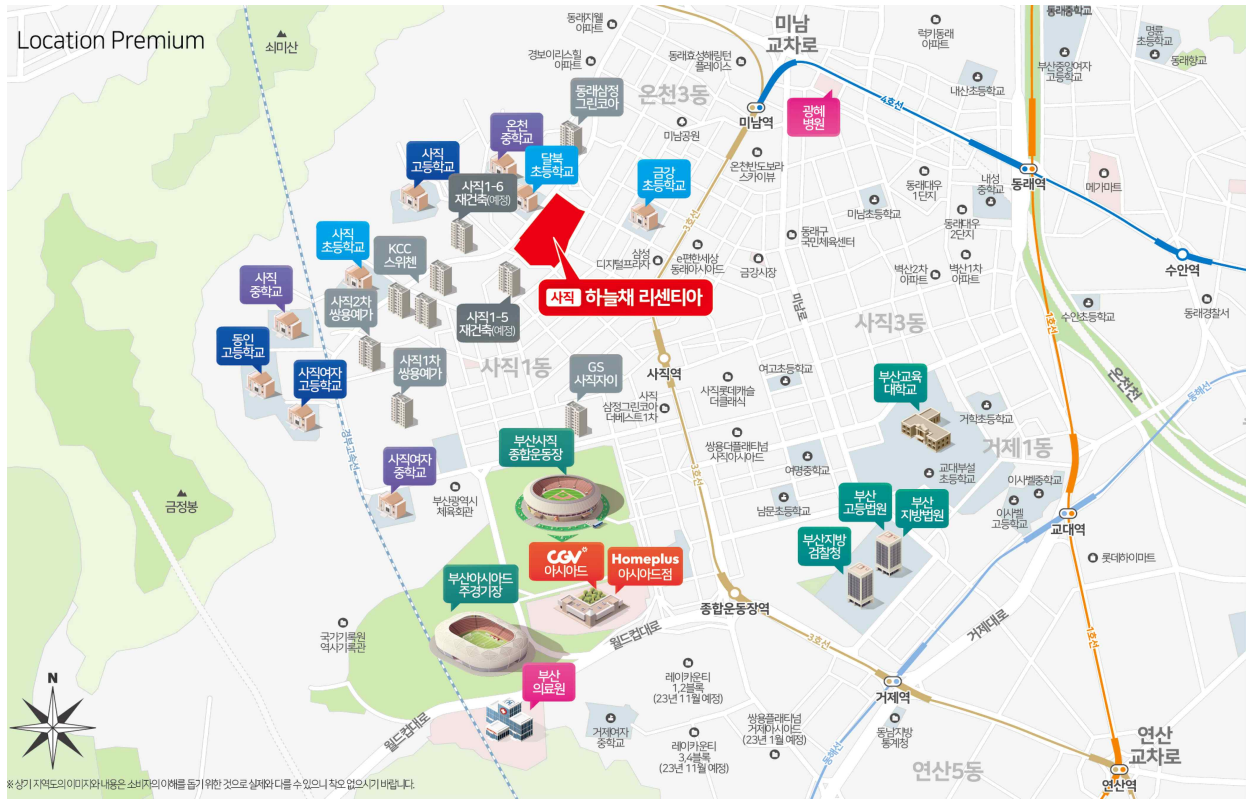 Location Premium
쇠미산
동래지웰
아파트
경보이리스힐
아파트
동래효성해링턴
플레이스
미남
교차로
럭키동래
아파트
동래중학교
부산중앙여자
고등학교
명륜
초등학교
동래향교
내산초등학교
동래삼정
그린코아
온천3동
미남공원
미남역
광혜
병원
4호선
온천
중학교
사직
고등학교
달북
초등학교
금강
초등학교
온천반도보라
스카이뷰
동래대우
1단지
내성
중학교
동래역
메가마트
사직1-6
재건축(예정)
미남초등학교
동래대우
2단지
3호선
사직
초등학교
KCC
스위첸
삼성
디지털프라자
e편한세상
동래아시아드
동래구
국민체육센터
금강시장
벽산2차
아파트
벽산1차
아파트
수안역
사직
중학교
사직2차
쌍용예가
사직1-5
재건축(예정)
사직 하늘채 리센티아
미남로
사직3동
수안초등학교
동래경찰서
1호선
동인
고등학교
사직여자
고등학교
사직1차
쌍용예가
사직1동
GS
사직자이
사직역
여고초등학교
부산교육
대학교
온천천
동해선
사직
삼정그린코아
더베스트1차
사직롯데캐슬
더클래식
거학초등학교
거제1동
경부고속선
사직여자
중학교
부산광역시
체육회관
부산사직
종합운동장
쌍용더플래티넘
사직아시아드
여명중학교
교대부설
초등학교
이사벨중학교
이사벨
고등학교
3호선
금정봉
남문초등학교
부산
고등법원
부산
지방법원
부산지방
검찰청
교대역
롯데하이마트
CGV
아시아드
Homeplus
아시아드점
부산아시아드
주경기장
종합운동장역
거제대로
국가기록원
역사기록관
월드컵대로
3호선
1호선
N
부산
의료원
레이카운티
1,2블록
(23년 11월 예정)
거제역
월드컵대로
거제여자
중학교
쌍용플래티넘
거제아시아드
(23년 1월 예정)
동해선
동남지방
통계청
레이카운티
3,4블록
(23년 11월 예정)
연산5동
연산
교차로
연산역
※ 상기 지역도의 이미지와 내용은 소비자의 이해를 돕기 위한 것으로 실제와 다를 수 있으니 착오 없으시기 바랍니다.